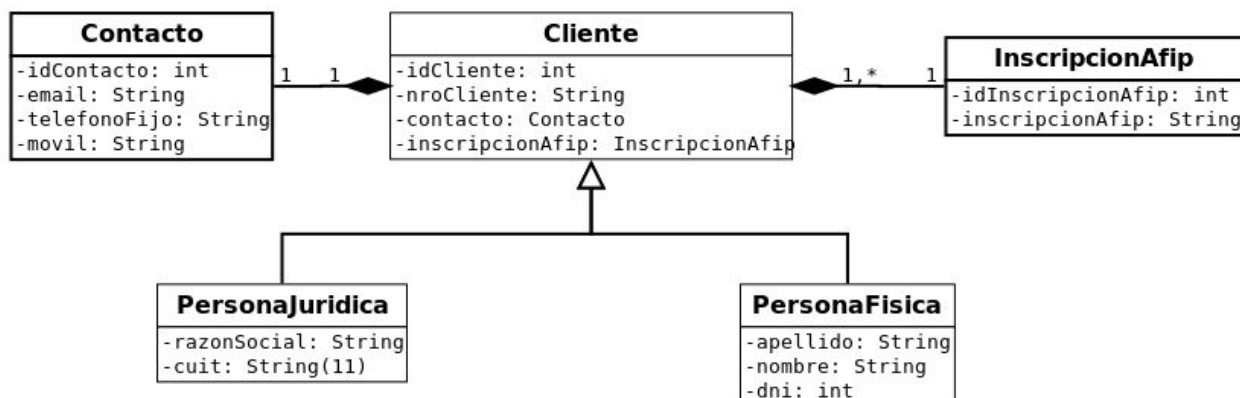 Contacto
-idContacto: int
-email: String
-telefonoFijo: String
-movil: String
1 1
Cliente
-idCliente: int
-nroCliente: String
-contacto: Contacto
-inscripcionAfip: InscripcionAfip
1,* 1
InscripcionAfip
-idInscripcionAfip: int
-inscripcionAfip: String
PersonaJuridica
-razonSocial: String
-cuit: String(11)
PersonaFisica
-apellido: String
-nombre: String
-dni: int